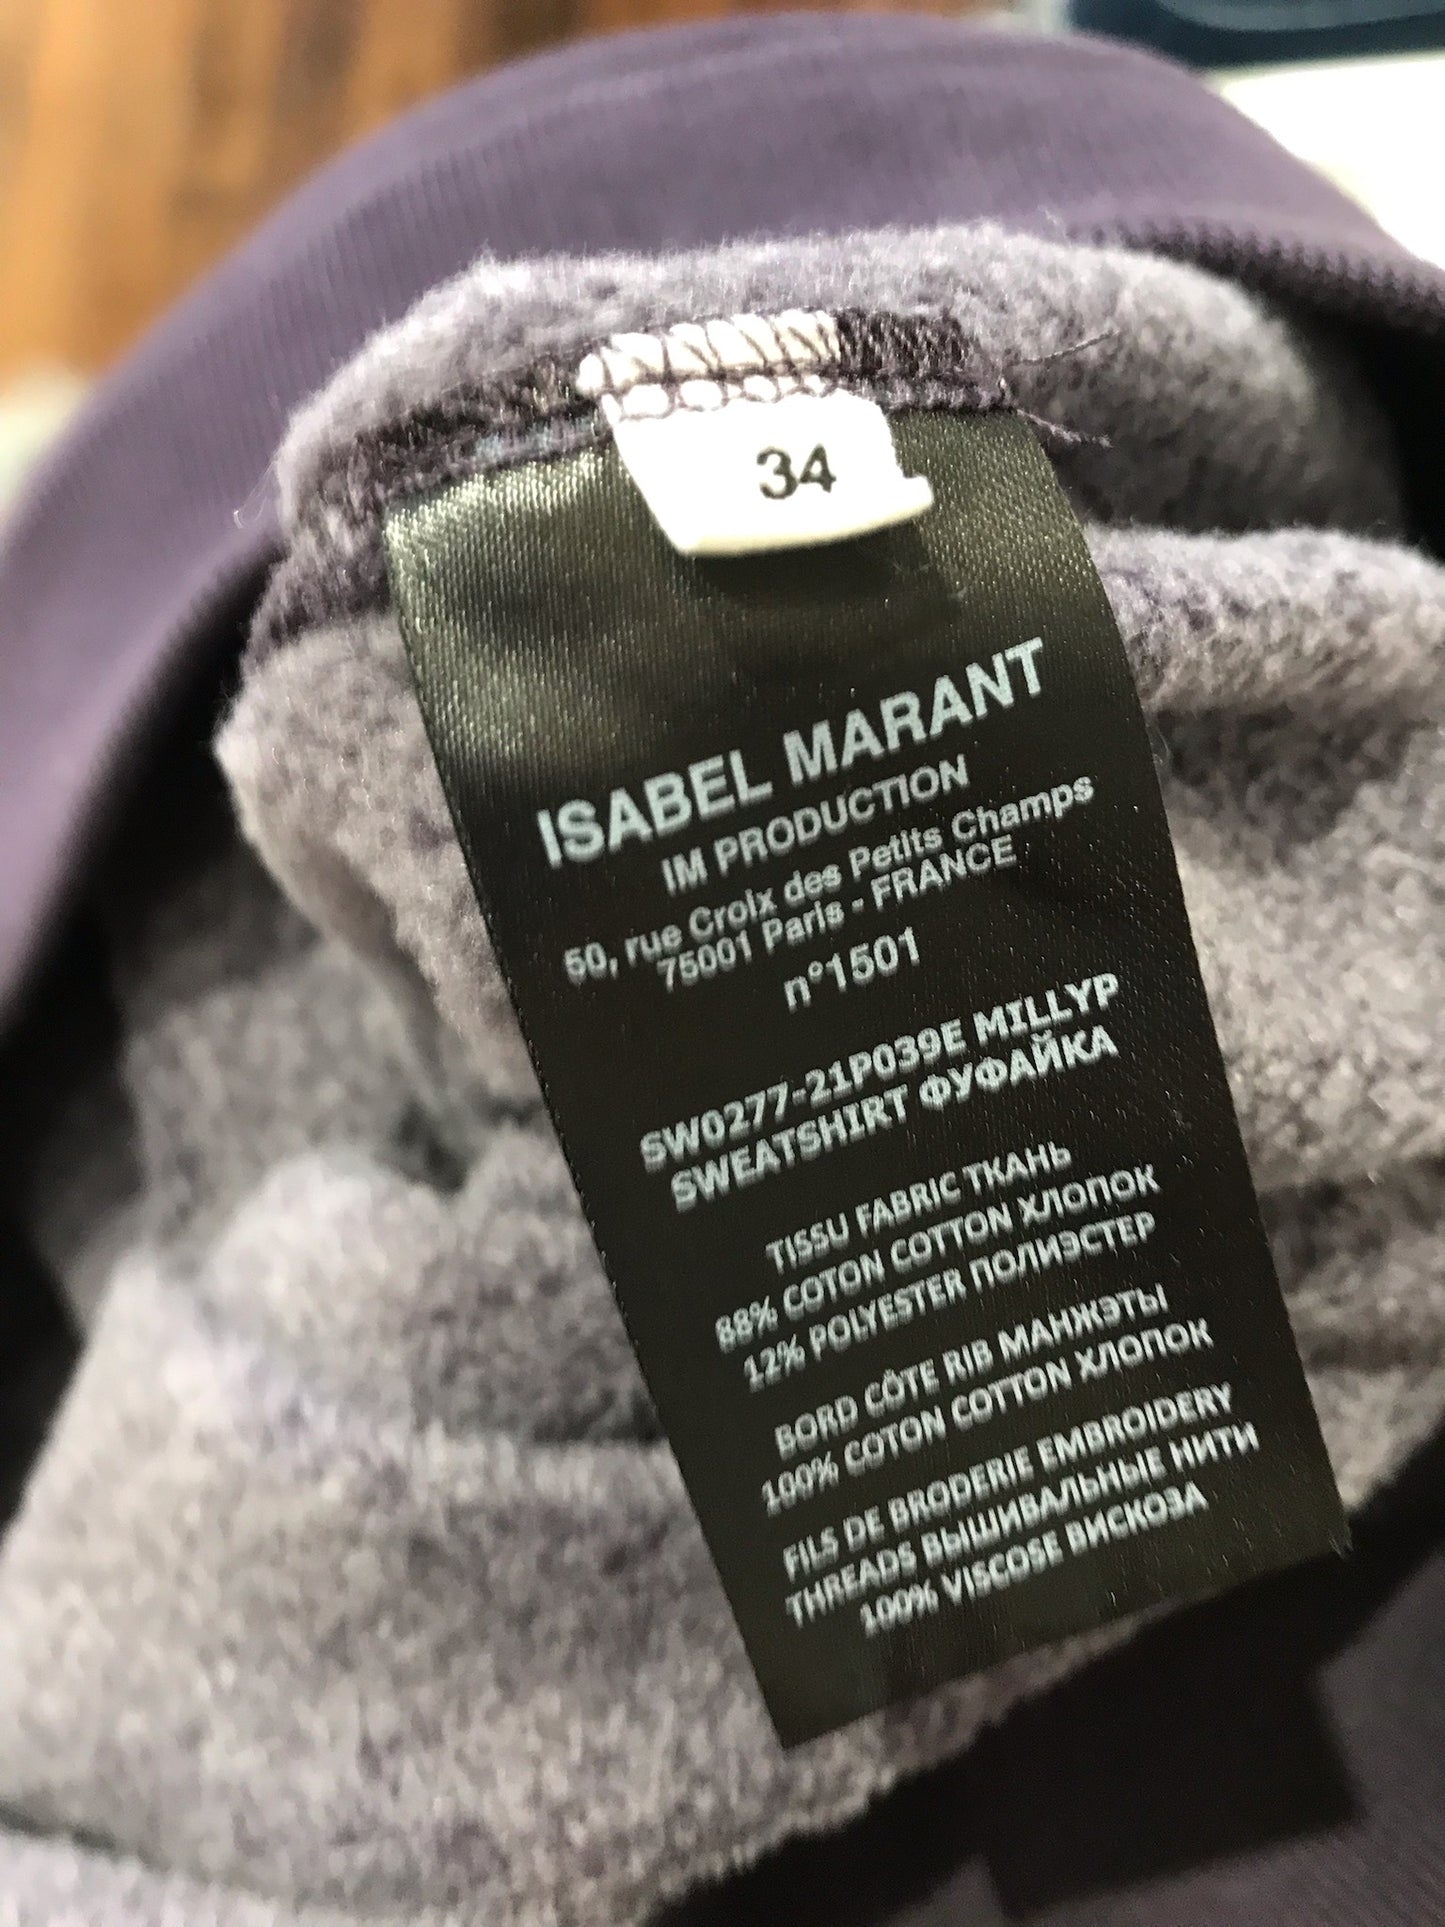 34
ISABEL MARANT
IM PRODUCTION
50, rue Croix des Petits Champs
75001 Paris - FRANCE
n°1501
SW0277-21P039E MILLYP
SWEATSHIRT ФУФАЙКА
TISSU FABRIC ТКАНЬ
88% COTON COTTON ХЛОПОК
12% POLYESTER ПОЛИЭСТЕР
BORD CÔTE RIB МАНЖЭТЫ
100% COTON COTTON ХЛОПОК
FILS DE BRODERIE EMBROIDERY
THREADS ВЫШИВАЛЬНЫЕ НИТИ
100% VISCOSE ВИСКОЗА